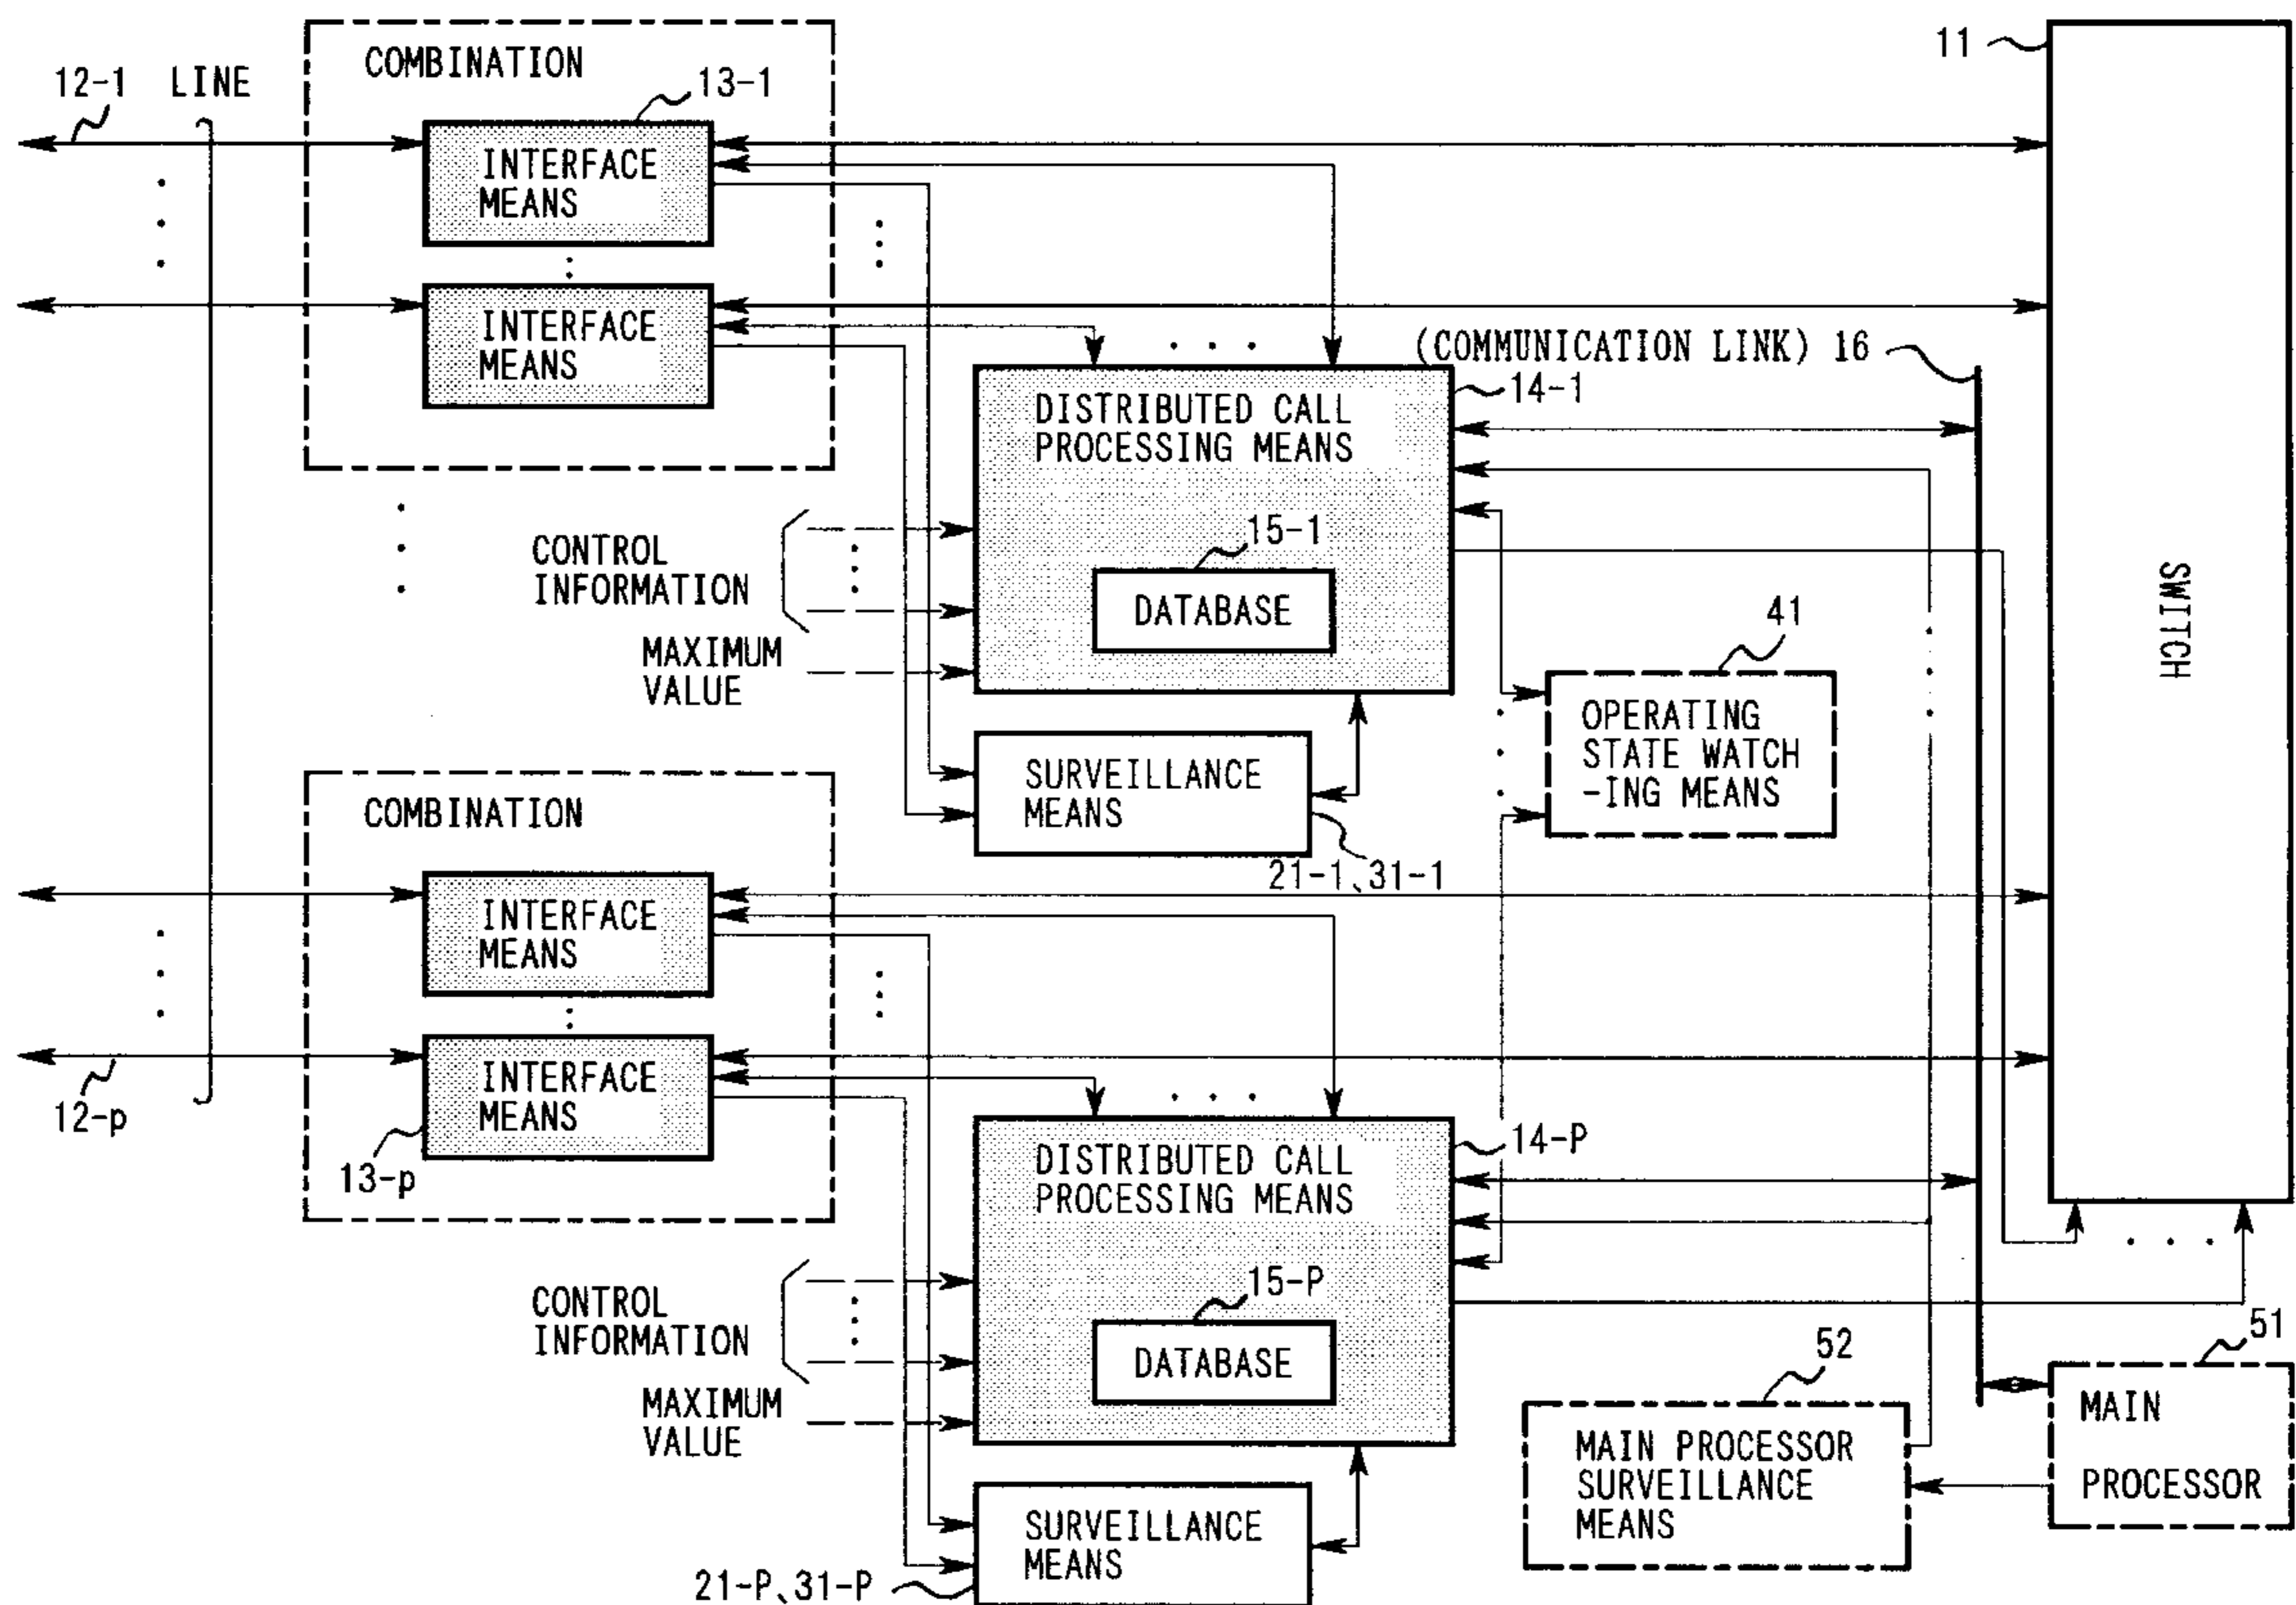 11
COMBINATION
12-1 LINE
13-1
INTERFACE
MEANS
INTERFACE
MEANS
(COMMUNICATION LINK) 16
14-1
DISTRIBUTED CALL
PROCESSING MEANS
CONTROL
INFORMATION
15-1
DATABASE
SWITCH
MAXIMUM
VALUE
41
OPERATING
STATE WATCH
-ING MEANS
SURVEILLANCE
MEANS
21-1、31-1
COMBINATION
INTERFACE
MEANS
INTERFACE
MEANS
12-p
13-p
14-P
DISTRIBUTED CALL
PROCESSING MEANS
CONTROL
INFORMATION
15-P
DATABASE
MAXIMUM
VALUE
52
51
MAIN
PROCESSOR
MAIN PROCESSOR
SURVEILLANCE
MEANS
SURVEILLANCE
MEANS
21-P、31-P